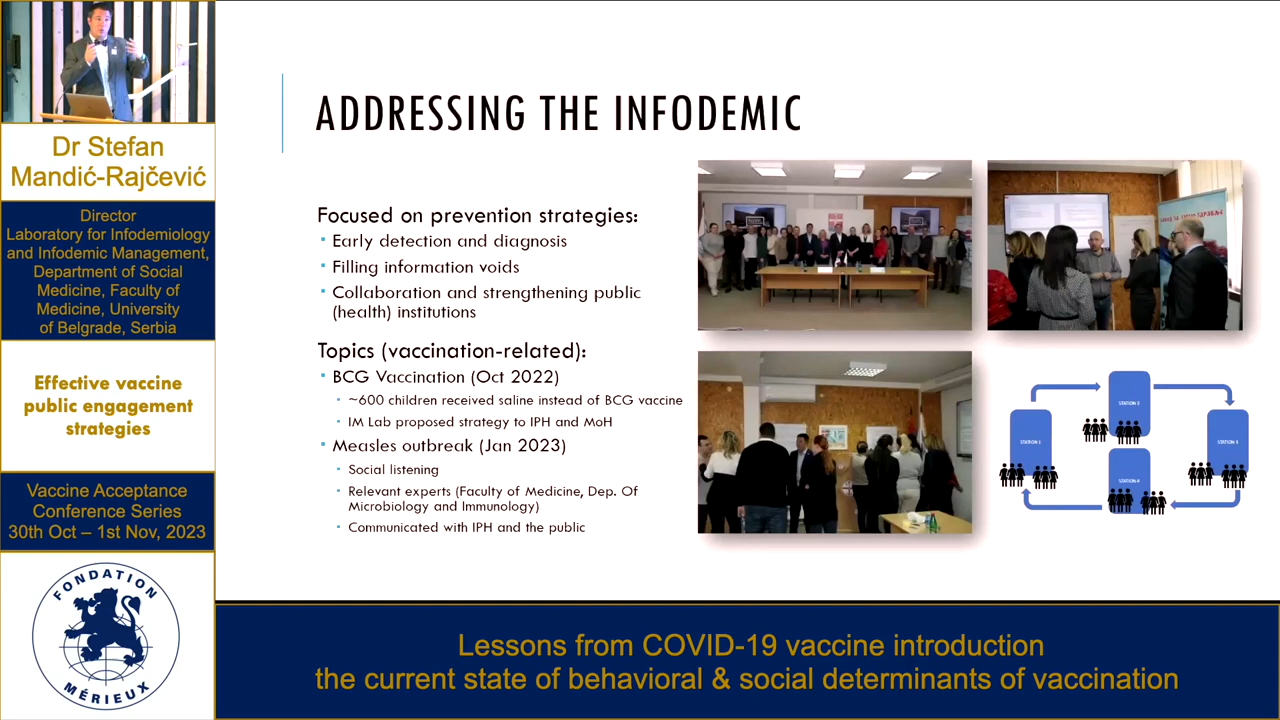 Dr Stefan
Mandić-Rajčević
Director
Laboratory for Infodemiology
and Infodemic Management,
Department of Social
Medicine, Faculty of
Medicine, University
of Belgrade, Serbia
Effective vaccine
public engagement
strategies
Vaccine Acceptance
Conference Series
30th Oct – 1st Nov, 2023
FONDATION
MÉRIEUX
ADDRESSING THE INFODEMIC
Focused on prevention strategies:
Early detection and diagnosis
Filling information voids
Collaboration and strengthening public
(health) institutions
Topics (vaccination-related):
BCG Vaccination (Oct 2022)
~600 children received saline instead of BCG vaccine
IM Lab proposed strategy to IPH and MoH
Measles outbreak (Jan 2023)
Social listening
Relevant experts (Faculty of Medicine, Dep. Of
Microbiology and Immunology)
Communicated with IPH and the public
STATION
STATION
STATION
STATION
Lessons from COVID-19 vaccine introduction
the current state of behavioral & social determinants of vaccination